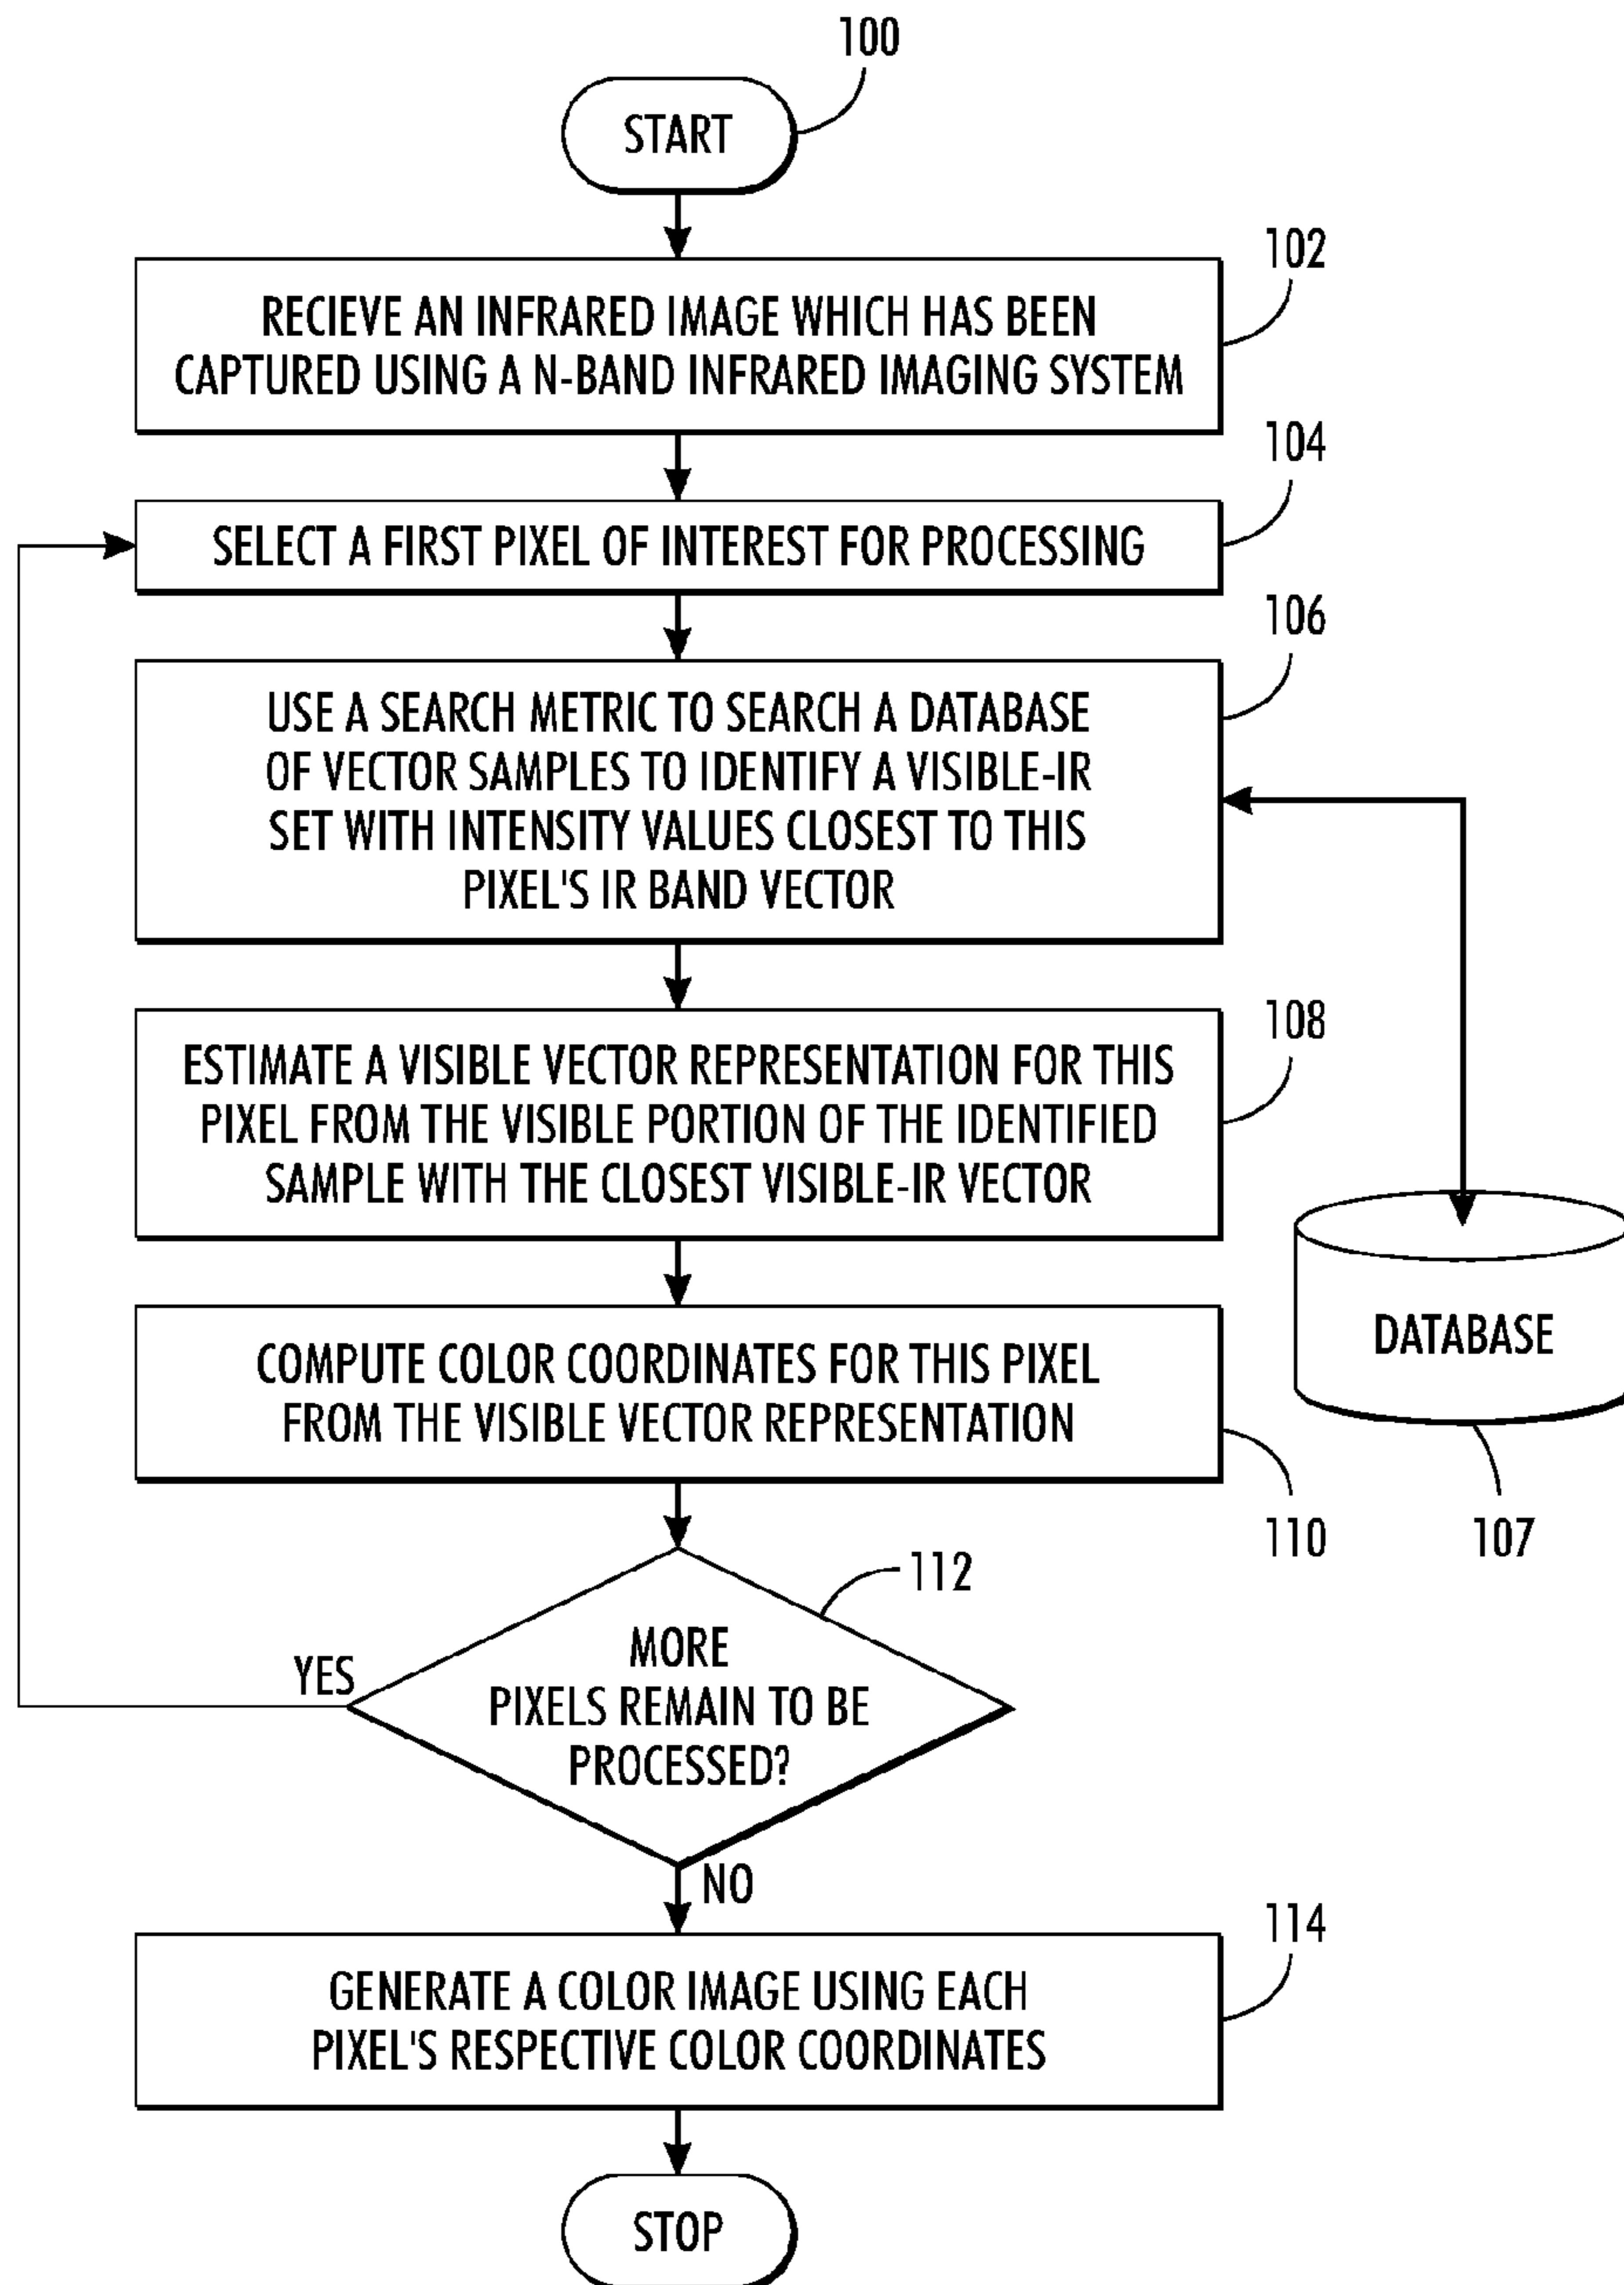 100
START
102
RECIEVE AN INFRARED IMAGE WHICH HAS BEEN
CAPTURED USING A N-BAND INFRARED IMAGING SYSTEM
104
SELECT A FIRST PIXEL OF INTEREST FOR PROCESSING
106
USE A SEARCH METRIC TO SEARCH A DATABASE
OF VECTOR SAMPLES TO IDENTIFY A VISIBLE-IR
SET WITH INTENSITY VALUES CLOSEST TO THIS
PIXEL'S IR BAND VECTOR
108
ESTIMATE A VISIBLE VECTOR REPRESENTATION FOR THIS
PIXEL FROM THE VISIBLE PORTION OF THE IDENTIFIED
SAMPLE WITH THE CLOSEST VISIBLE-IR VECTOR
DATABASE
107
COMPUTE COLOR COORDINATES FOR THIS PIXEL
FROM THE VISIBLE VECTOR REPRESENTATION
110
112
MORE
PIXELS REMAIN TO BE
PROCESSED?
YES
NO
114
GENERATE A COLOR IMAGE USING EACH
PIXEL'S RESPECTIVE COLOR COORDINATES
STOP